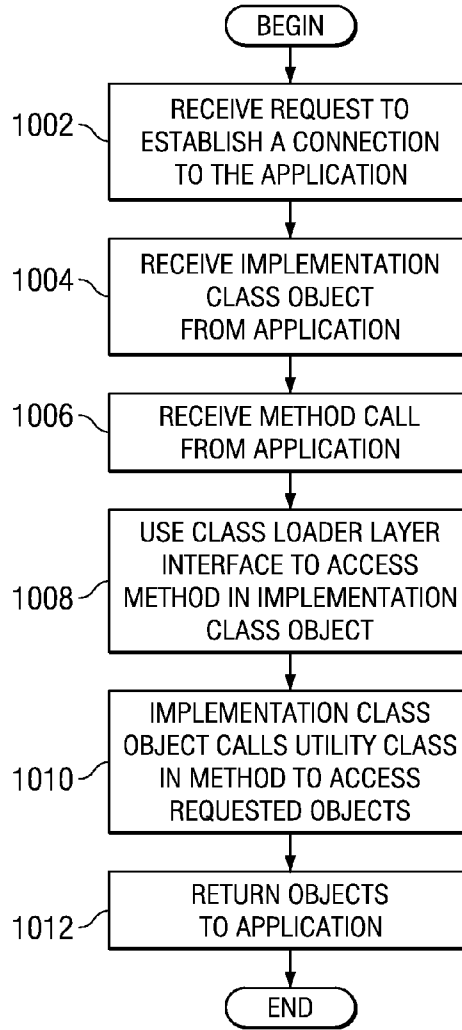 BEGIN
1002
RECEIVE REQUEST TO
ESTABLISH A CONNECTION
TO THE APPLICATION
1004
RECEIVE IMPLEMENTATION
CLASS OBJECT
FROM APPLICATION
1006
RECEIVE METHOD CALL
FROM APPLICATION
1008
USE CLASS LOADER LAYER
INTERFACE TO ACCESS
METHOD IN IMPLEMENTATION
CLASS OBJECT
1010
IMPLEMENTATION CLASS
OBJECT CALLS UTILITY CLASS
IN METHOD TO ACCESS
REQUESTED OBJECTS
1012
RETURN OBJECTS
TO APPLICATION
END